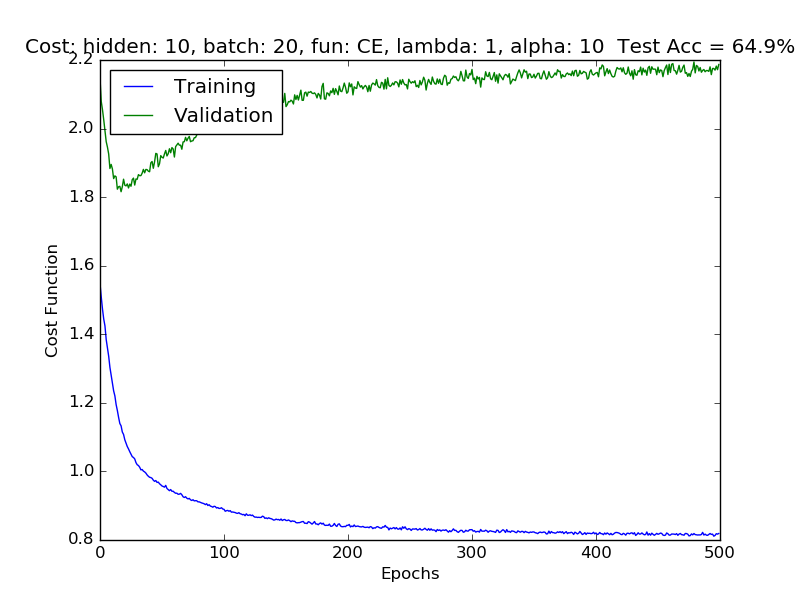 Cost: hidden: 10, batch: 20, fun: CE, lambda: 1, alpha: 10  Test Acc = 64.9%
2.2
2.0
1.8
1.6
1.4
1.2
1.0
0.8
Cost Function
Training
Validation
0 100 200 300 400 500
Epochs